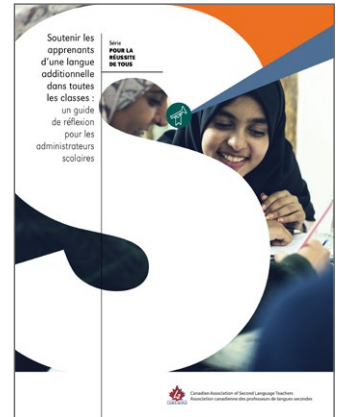 Soutenir les
apprenants
d'une langue
additionnelle
dans toutes
les classes :
un guide
de réflexion
pour les
administrateurs
scolaires
Série
POUR LA
RÉUSSITE
DE TOUS
Canadian Association of Second Language Teachers
Association canadienne des professeurs de langues secondes